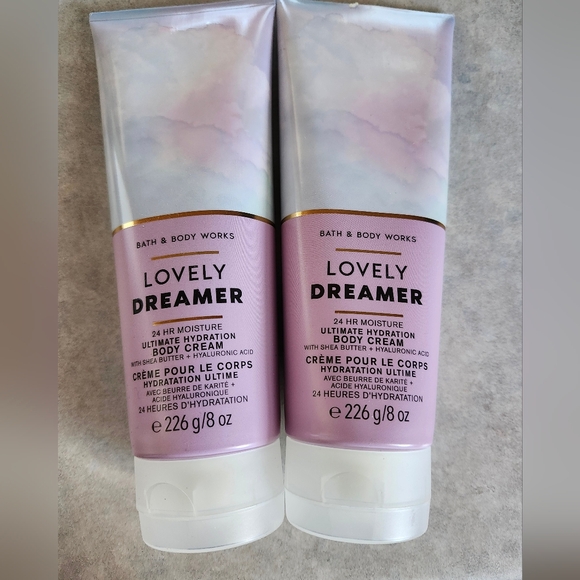 BATH & BODY WORKS
LOVELY
DREAMER
24 HR MOISTURE
ULTIMATE HYDRATION
BODY CREAM
WITH SHEA BUTTER + HYALURONIC ACID
CRÈME POUR LE CORPS
HYDRATATION ULTIME
AVEC BEURRE DE KARITÉ +
ACIDE HYALURONIQUE
24 HEURES D'HYDRATATION
℮ 226 g/8 oz
BATH & BODY WORKS
LOVELY
DREAMER
24 HR MOISTURE
ULTIMATE HYDRATION
BODY CREAM
WITH SHEA BUTTER + HYALURONIC ACID
CRÈME POUR LE CORPS
HYDRATATION ULTIME
AVEC BEURRE DE KARITÉ +
ACIDE HYALURONIQUE
24 HEURES D'HYDRATATION
℮ 226 g/8 oz